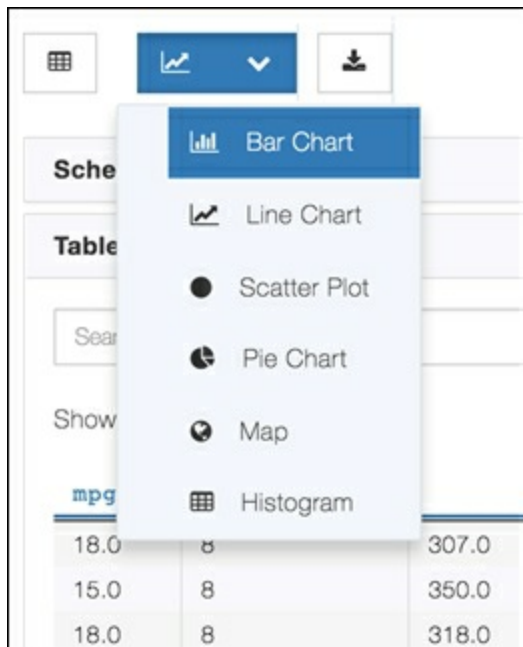 Bar Chart
Sche
Line Chart
Table
Scatter Plot
Sear
Pie Chart
Show
Map
mpg
Histogram
18.0 8 307.0
15.0 8 350.0
18.0 8 318.0